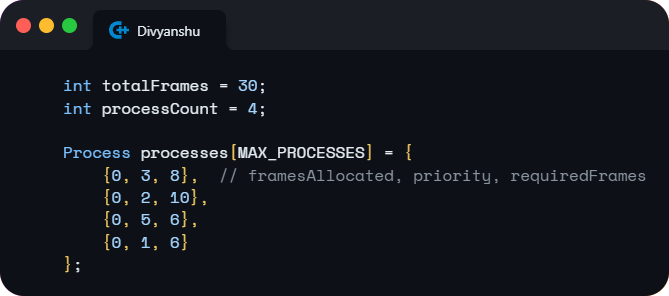 Divyanshu
int totalFrames = 30;
int processCount = 4;
Process processes[MAX_PROCESSES] = {
    {0, 3, 8},  // framesAllocated, priority, requiredFrames
    {0, 2, 10},
    {0, 5, 6},
    {0, 1, 6}
};